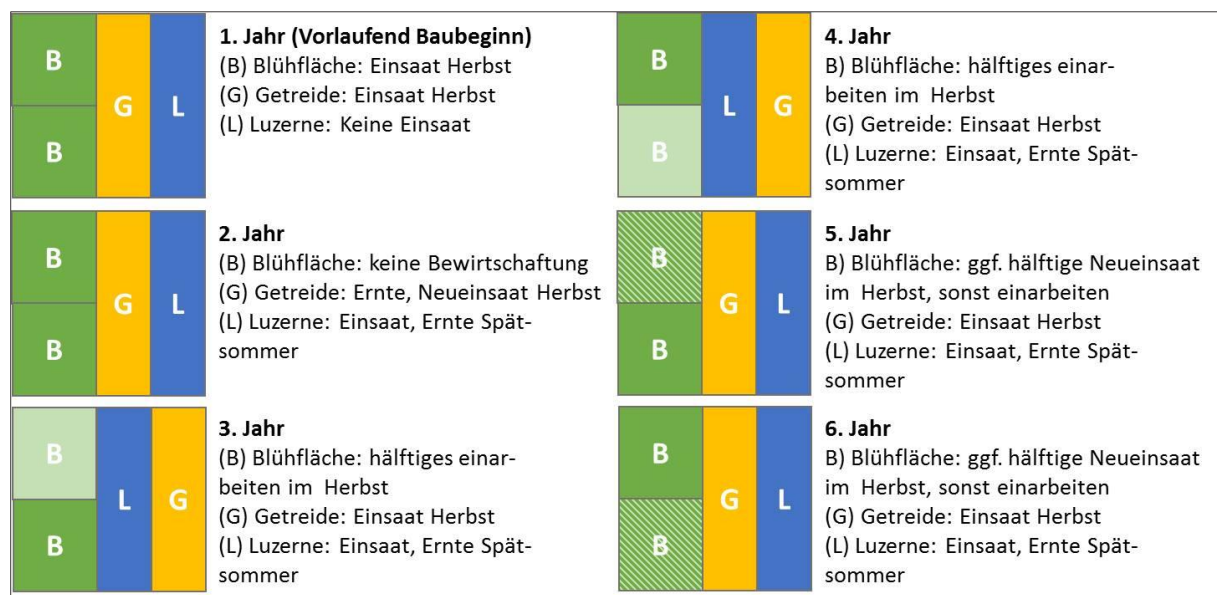 B
B
G
L
1. Jahr (Vorlaufend Baubeginn)
(B) Blühfläche: Einsaat Herbst
(G) Getreide: Einsaat Herbst
(L) Luzerne: Keine Einsaat
B
B
G
L
2. Jahr
(B) Blühfläche: keine Bewirtschaftung
(G) Getreide: Ernte, Neueinsaat Herbst
(L) Luzerne: Einsaat, Ernte Spät-
sommer
B
B
L
G
3. Jahr
(B) Blühfläche: hälftiges einar-
beiten im Herbst
(G) Getreide: Einsaat Herbst
(L) Luzerne: Einsaat, Ernte Spät-
sommer
B
B
L
G
4. Jahr
B) Blühfläche: hälftiges einar-
beiten im Herbst
(G) Getreide: Einsaat Herbst
(L) Luzerne: Einsaat, Ernte Spät-
sommer
B
B
G
L
5. Jahr
B) Blühfläche: ggf. hälftige Neueinsaat
im Herbst, sonst einarbeiten
(G) Getreide: Einsaat Herbst
(L) Luzerne: Einsaat, Ernte Spät-
sommer
B
B
G
L
6. Jahr
B) Blühfläche: ggf. hälftige Neueinsaat
im Herbst, sonst einarbeiten
(G) Getreide: Einsaat Herbst
(L) Luzerne: Einsaat, Ernte Spät-
sommer